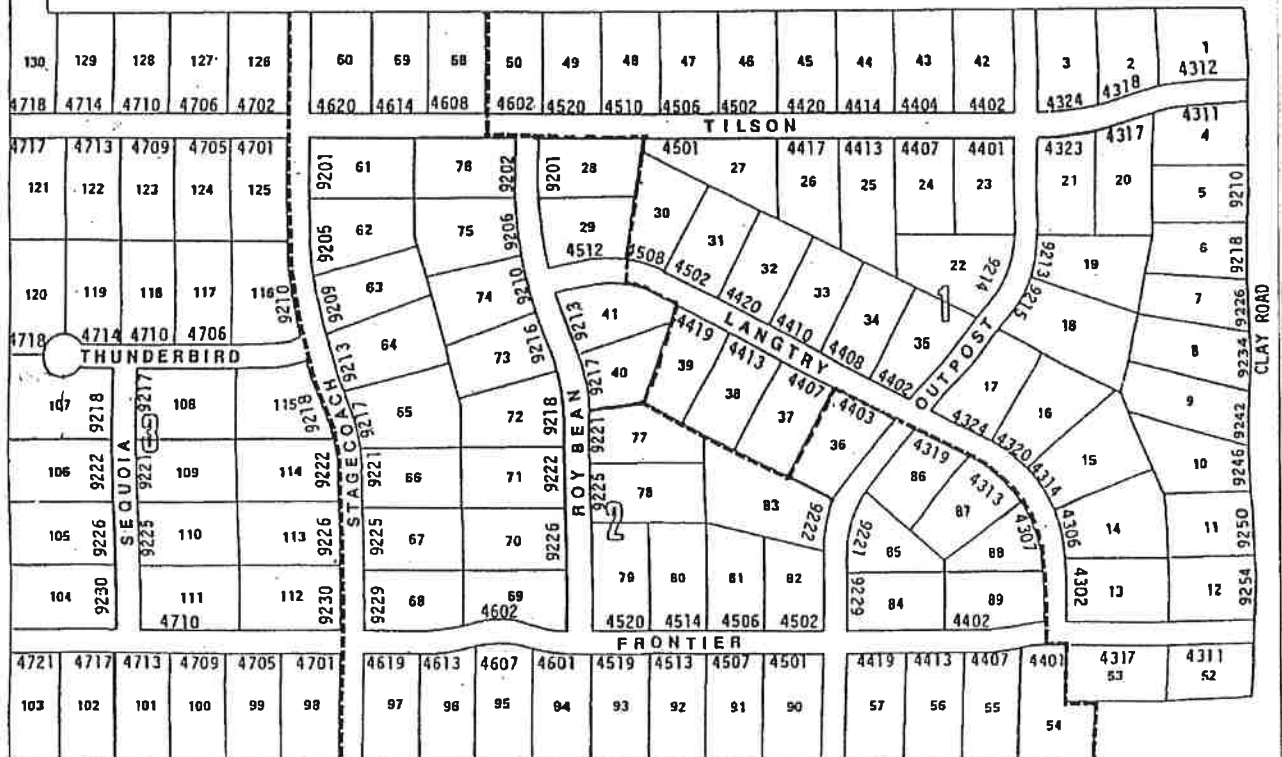 130 129 128 127 126 60 59 58 50 49 48 47 46 45 44 43 42 3 2 1
4718 4714 4710 4706 4702 4620 4614 4608 4602 4520 4510 4506 4502 4420 4414 4404 4402 4324 4318 4312
TILSON
4717 4713 4709 4705 4701 4501 4417 4413 4407 4401 4323 4317 4311
121 122 123 124 125 9201 61 76 9202 9201 28 27 26 25 24 23 21 20 4
5 9210
9205 62 75 9206 29 4512 30 31 32 33 34 35 22 9214 9213 19 6 9218
120 119 118 117 116 9210 9209 63 74 9210 4508 4502 4420 4410 4408 4402 1 9215 18 7 9226
4718 4714 4710 4706 9213 64 73 9216 9213 41 4419 4413 4407 4403 8 9234
THUNDERBIRD
STAGECOACH
LANGTRY
OUTPOST
CLAY ROAD
107 9218 9217 108 115 9218 9217 65 72 9218 9217 40 39 38 37 36 17 16 15 9 9242
4324 4320 4314 4306
3
SEQUOIA
ROY BEAN
106 9222 9221 109 114 9222 9221 66 71 9222 9221 77 4319 86 4313 87 4307 10 9246
105 9226 9225 110 113 9226 9225 67 70 9226 9225 78 2 83 9222 9221 85 88 14 11 9250
104 9230 111 112 9230 9229 68 69 79 80 81 82 9229 84 89 4302 13 12 9254
4710 4602 4520 4514 4506 4502 4402
FRONTIER
4721 4717 4713 4709 4705 4701 4619 4613 4607 4601 4519 4513 4507 4501 4419 4413 4407 4401 4317 4311
103 102 101 100 99 98 97 96 95 94 93 92 91 90 57 56 55 54 53 52